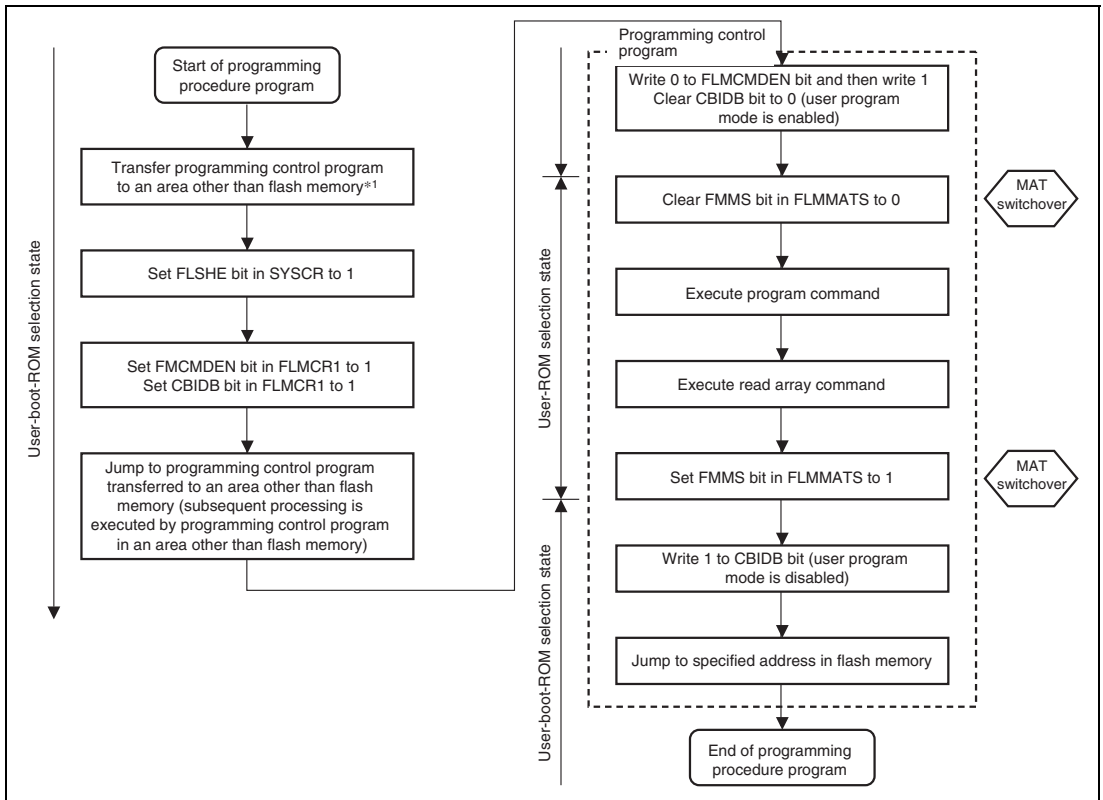 Start of programming
procedure program
Transfer programming control program
to an area other than flash memory*1
Set FLSHE bit in SYSCR to 1
Set FMCMDEN bit in FLMCR1 to 1
Set CBIDB bit in FLMCR1 to 1
Jump to programming control program
transferred to an area other than flash
memory (subsequent processing is
executed by programming control program
in an area other than flash memory)
User-boot-ROM selection state
Programming control
program
Write 0 to FLMCMDEN bit and then write 1
Clear CBIDB bit to 0 (user program
mode is enabled)
Clear FMMS bit in FLMMATS to 0
MAT
switchover
Execute program command
Execute read array command
User-ROM selection state
Set FMMS bit in FLMMATS to 1
MAT
switchover
Write 1 to CBIDB bit (user program
mode is disabled)
Jump to specified address in flash memory
User-boot-ROM selection state
End of programming
procedure program